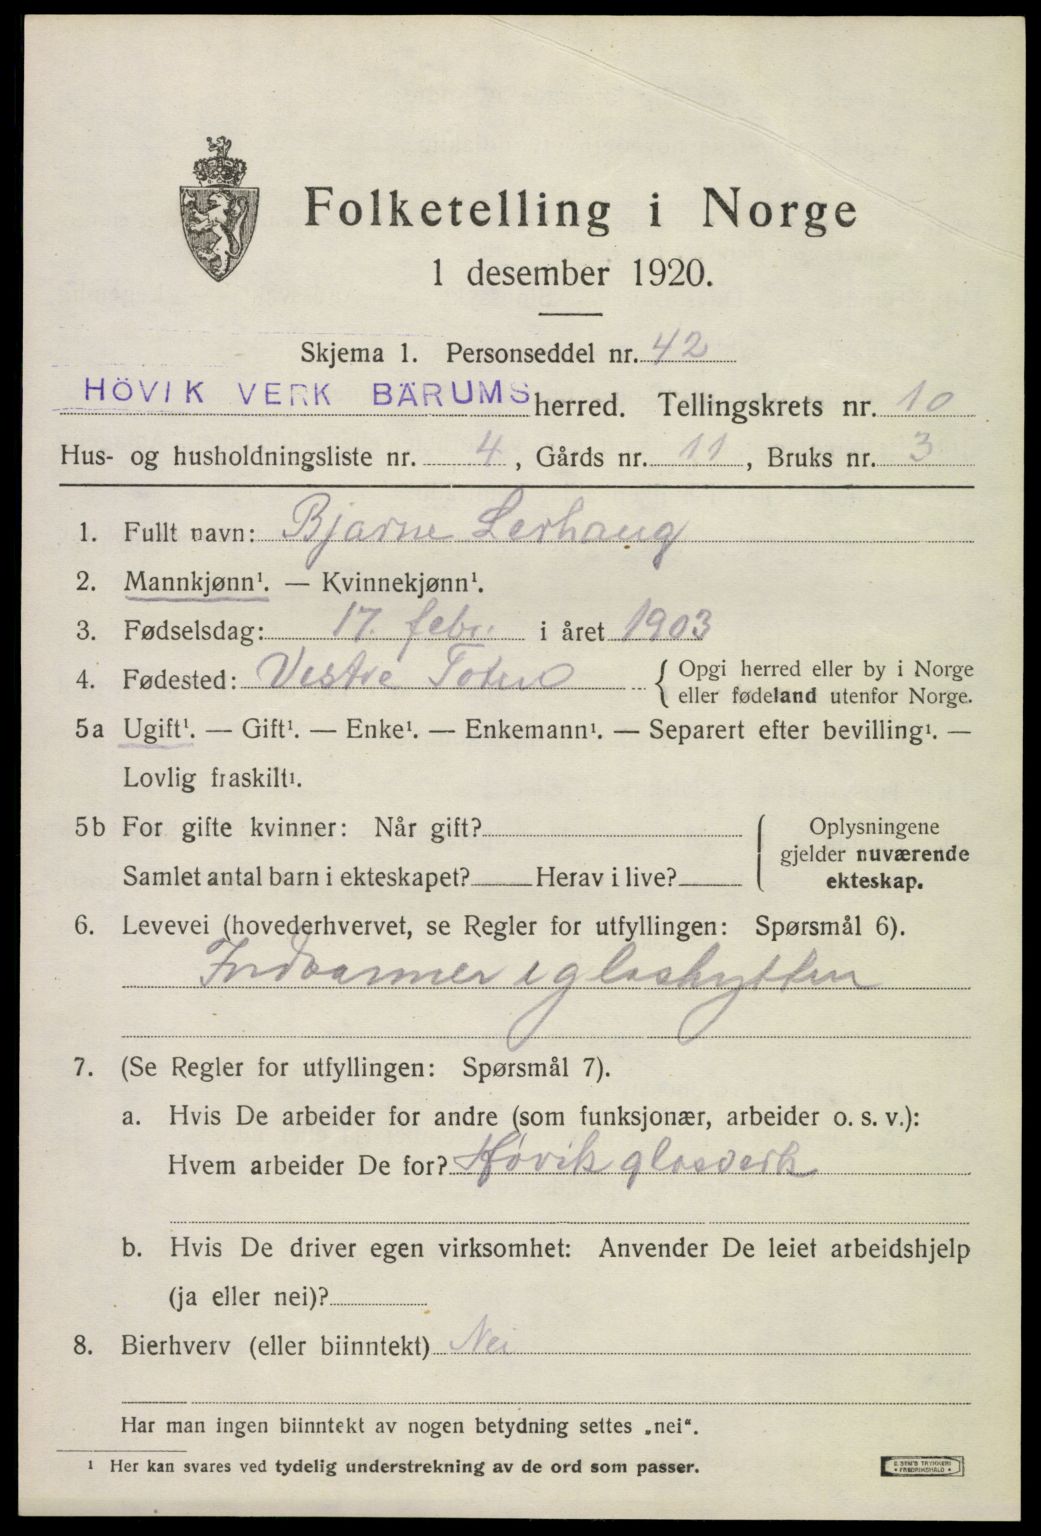 Folketelling i Norge
1 desember 1920.
Skjema 1. Personseddel nr. 42
HÖVIK VERK BÄRUMS herred. Tellingskrets nr. 10
Hus- og husholdningsliste nr. 4, Gårds nr. 11, Bruks nr. 3
1. Fullt navn: Bjarne Lerhaug
2. Mannkjønn¹. — Kvinnekjønn¹.
3. Fødselsdag: 17. febr. i året 1903
4. Fødested: Vestre Toten { Opgi herred eller by i Norge
eller fødeland utenfor Norge.
5a Ugift¹. — Gift¹. — Enke¹. — Enkemann¹. — Separert efter bevilling¹. —
Lovlig fraskilt¹.
5b For gifte kvinner: Når gift?
Samlet antal barn i ekteskapet? Herav i live?
Oplysningene
gjelder nuværende
ekteskap.
6. Levevei (hovederhvervet, se Regler for utfyllingen: Spørsmål 6).
Indvarmer i glashytten
7. (Se Regler for utfyllingen: Spørsmål 7).
a. Hvis De arbeider for andre (som funksjonær, arbeider o. s. v.):
Hvem arbeider De for? Høvik glasverk
b. Hvis De driver egen virksomhet: Anvender De leiet arbeidshjelp
(ja eller nei)?
8. Bierhverv (eller biinntekt) Nei
Har man ingen biinntekt av nogen betydning settes „nei“.
¹ Her kan svares ved tydelig understrekning av de ord som passer.
E. SEM'S TRYKKERI
• FREDRIKSHALD •